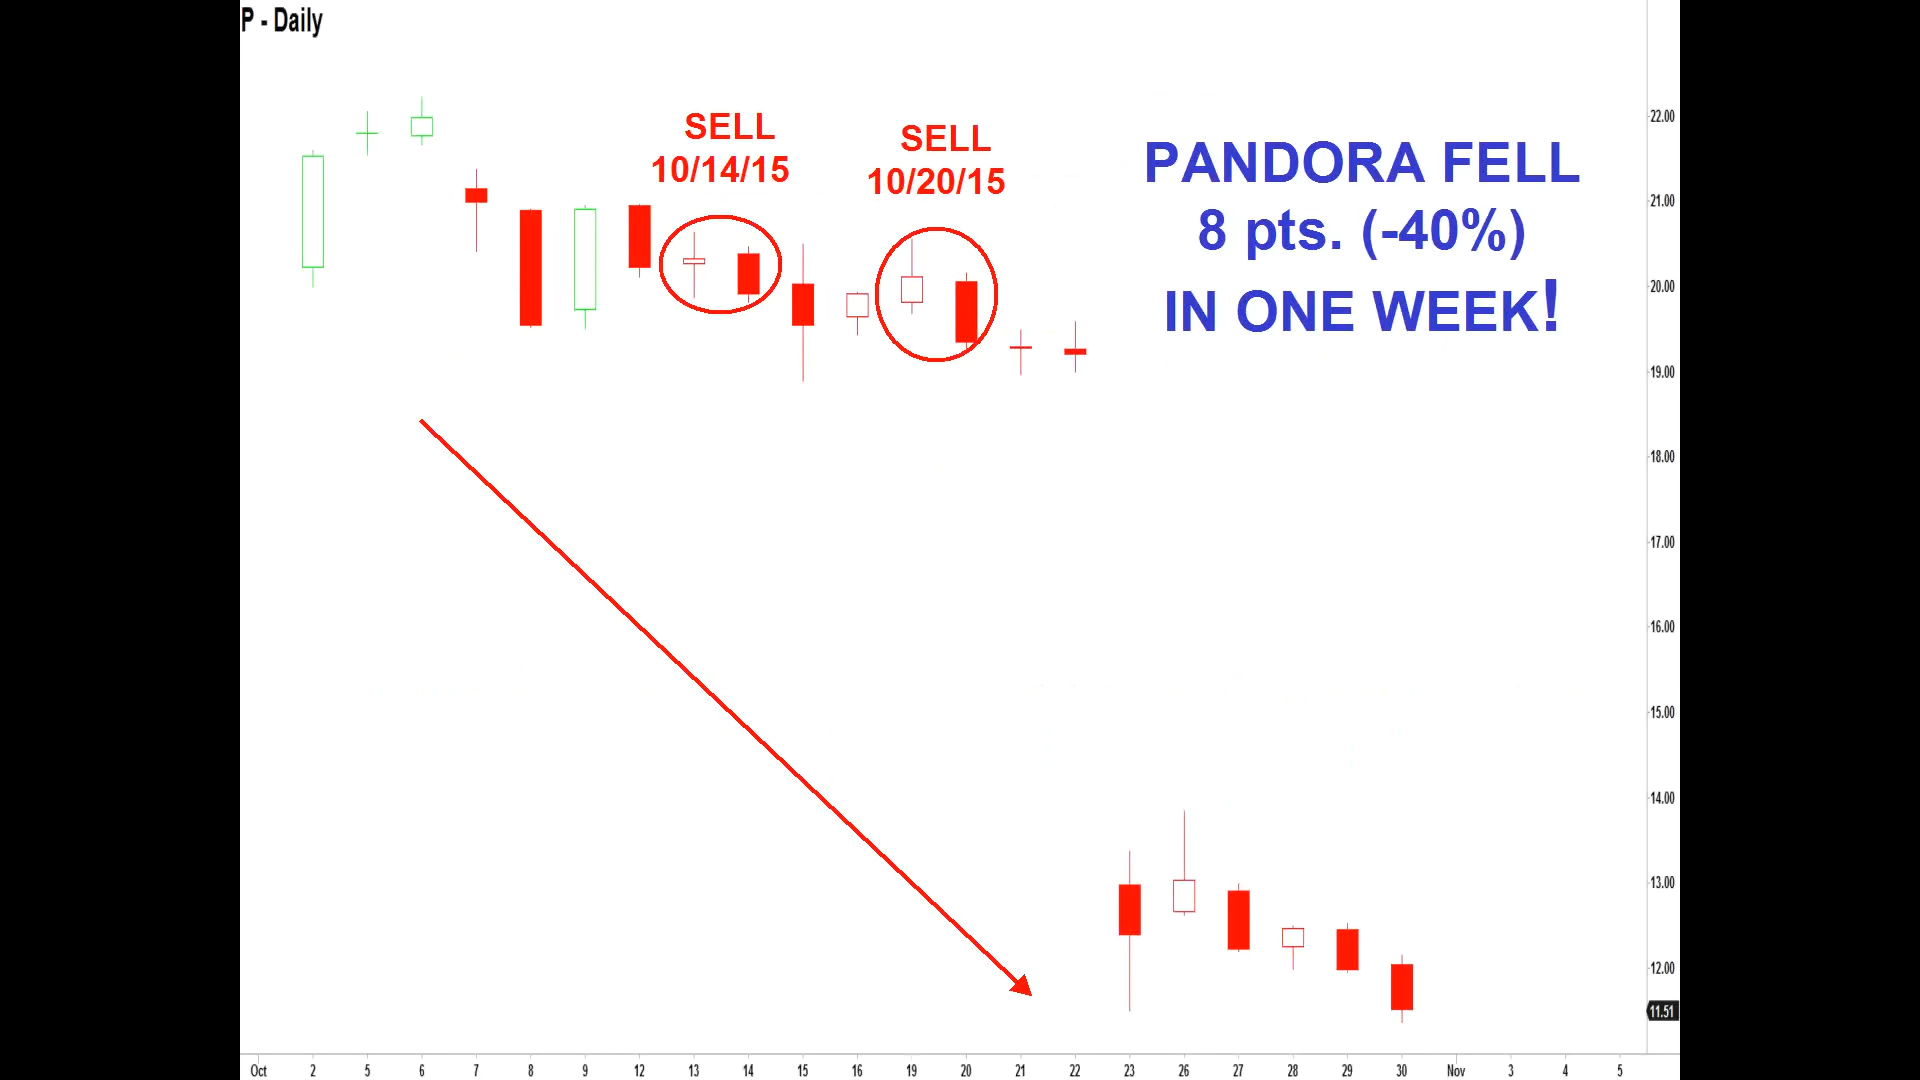 P - Daily
SELL
10/14/15
SELL
10/20/15
PANDORA FELL
8 pts. (-40%)
IN ONE WEEK!
22.00
21.00
20.00
19.00
18.00
17.00
16.00
15.00
14.00
13.00
12.00
11.51
Oct 2 5 6 7 8 9 12 13 14 15 16 19 20 21 22 23 26 27 28 29 30 Nov 3 4 5